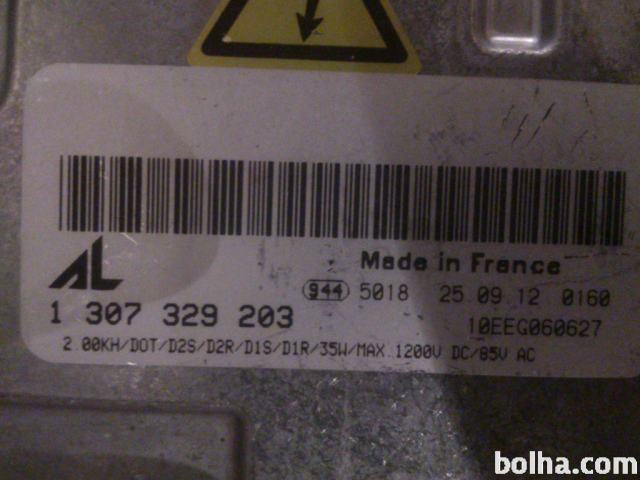 AL
Made in France
944 5018 25.09.12 0160
1 307 329 203
10EEG060627
2.00KH/DOT/D2S/D2R/D1S/D1R/35W/MAX.1200V DC/85V AC
bolha.com